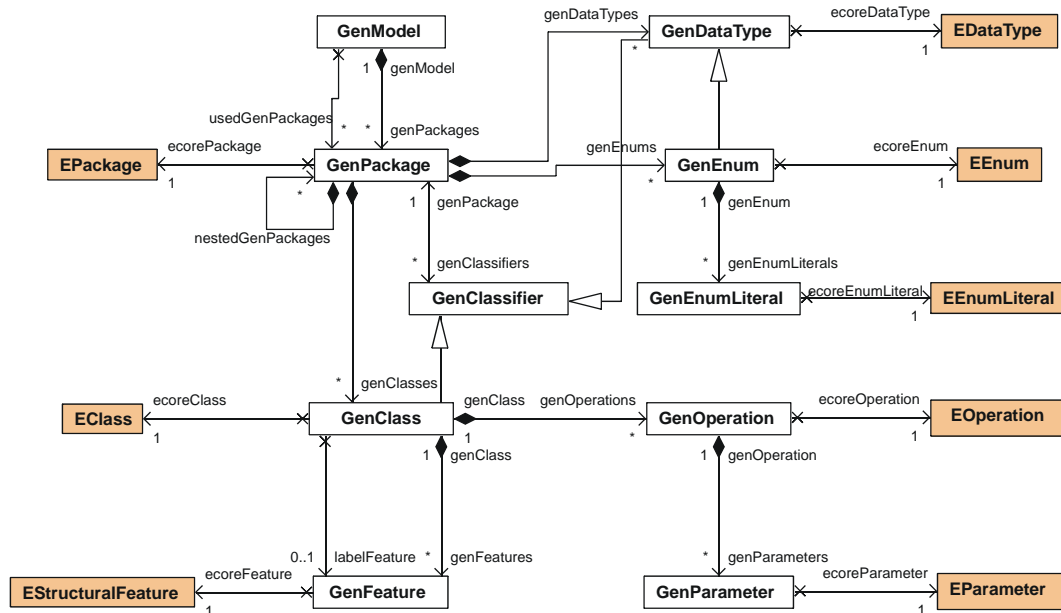 GenModel
genDataTypes
GenDataType
*
ecoreDataType
1
EDataType
1
genModel
usedGenPackages
*
*
genPackages
EPackage
ecorePackage
1
GenPackage
genEnums
*
GenEnum
ecoreEnum
1
EEnum
*
nestedGenPackages
1
genPackage
1
genEnum
*
genClassifiers
*
genEnumLiterals
GenClassifier
GenEnumLiteral
ecoreEnumLiteral
1
EEnumLiteral
*
genClasses
EClass
ecoreClass
1
GenClass
genClass
1
genOperations
*
GenOperation
ecoreOperation
1
EOperation
1
genClass
1
genOperation
0..1
labelFeature
*
genFeatures
*
genParameters
EStructuralFeature
ecoreFeature
1
GenFeature
GenParameter
ecoreParameter
1
EParameter